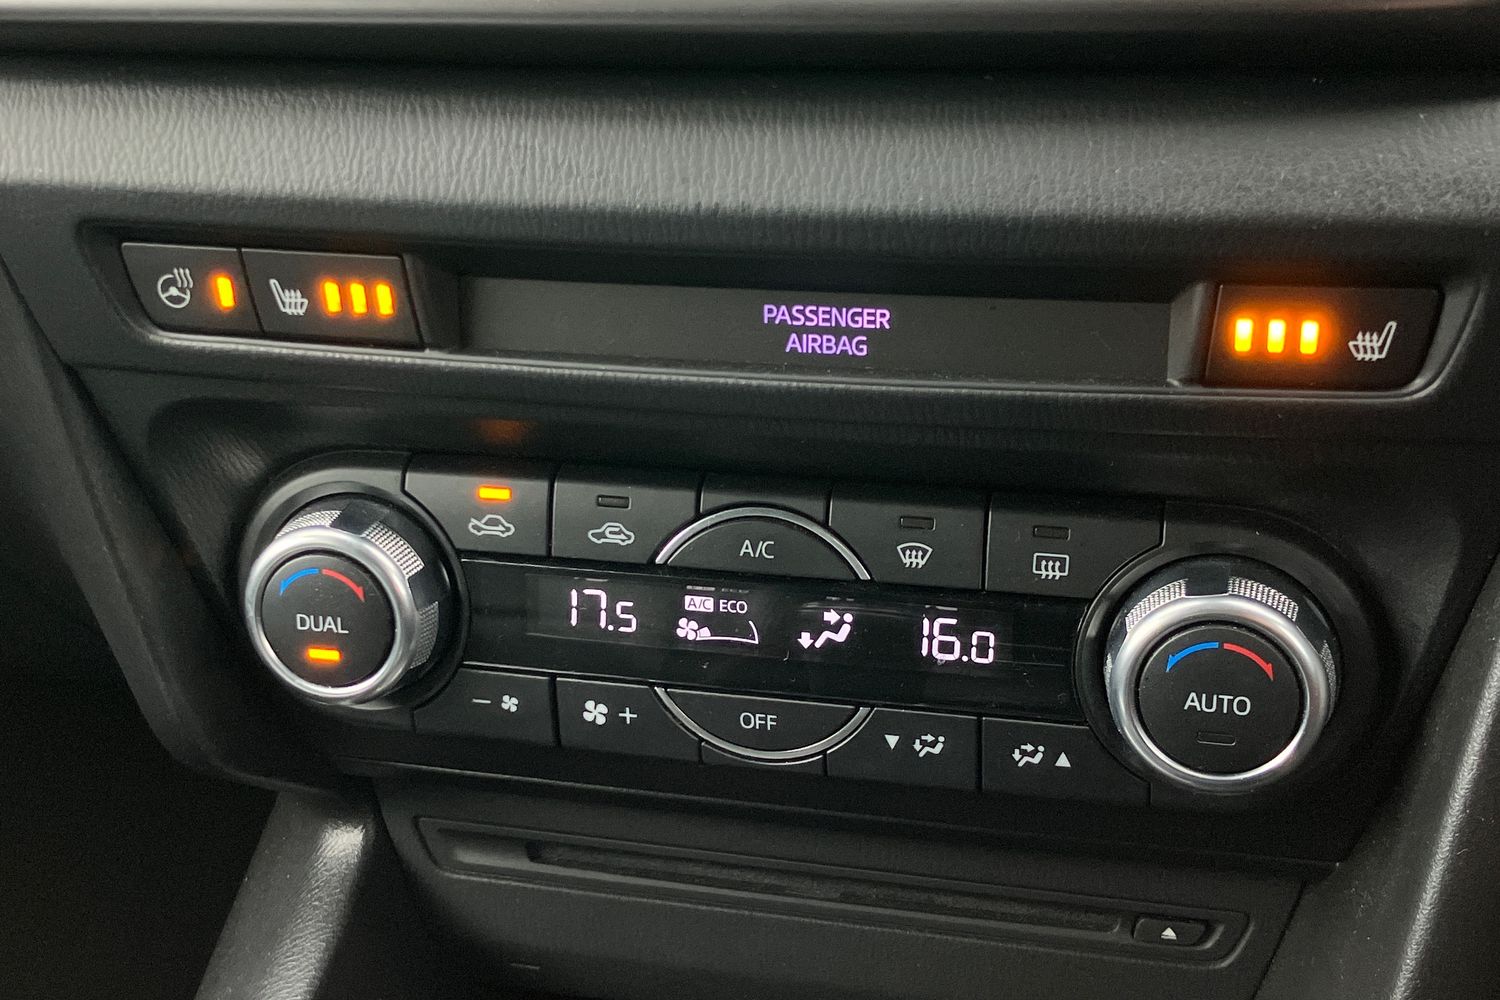 PASSENGER
AIRBAG
A/C
DUAL
17.5
A/C ECO
16.0
AUTO
- 
+
OFF